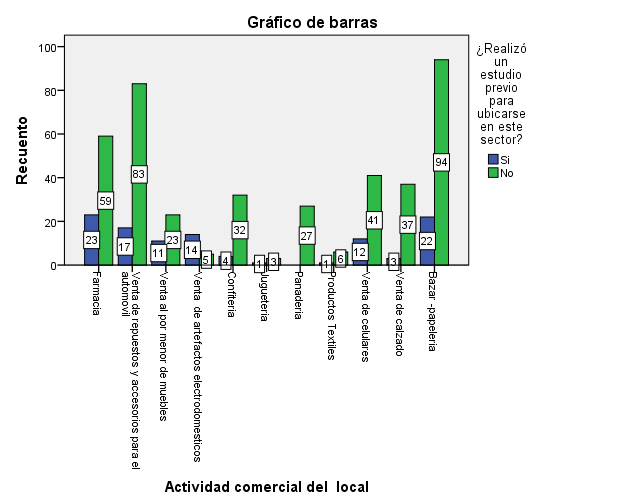 Gráfico de barras
100
80
60
40
20
0
Recuento
23
59
17
83
11
23
14
5
4
32
1
3
27
1
6
12
41
3
37
22
94
Farmacia
Venta de repuestos y accesorios para el
automovil
Venta al por menor de muebles
Venta de artefactos electrodomesticos
Confiteria
Jugueteria
Panaderia
Productos Textiles
Venta de celulares
Venta de calzado
Bazar -papeleria
Actividad comercial del local
¿Realizó
un
estudio
previo
para
ubicarse
en este
sector?
Si
No